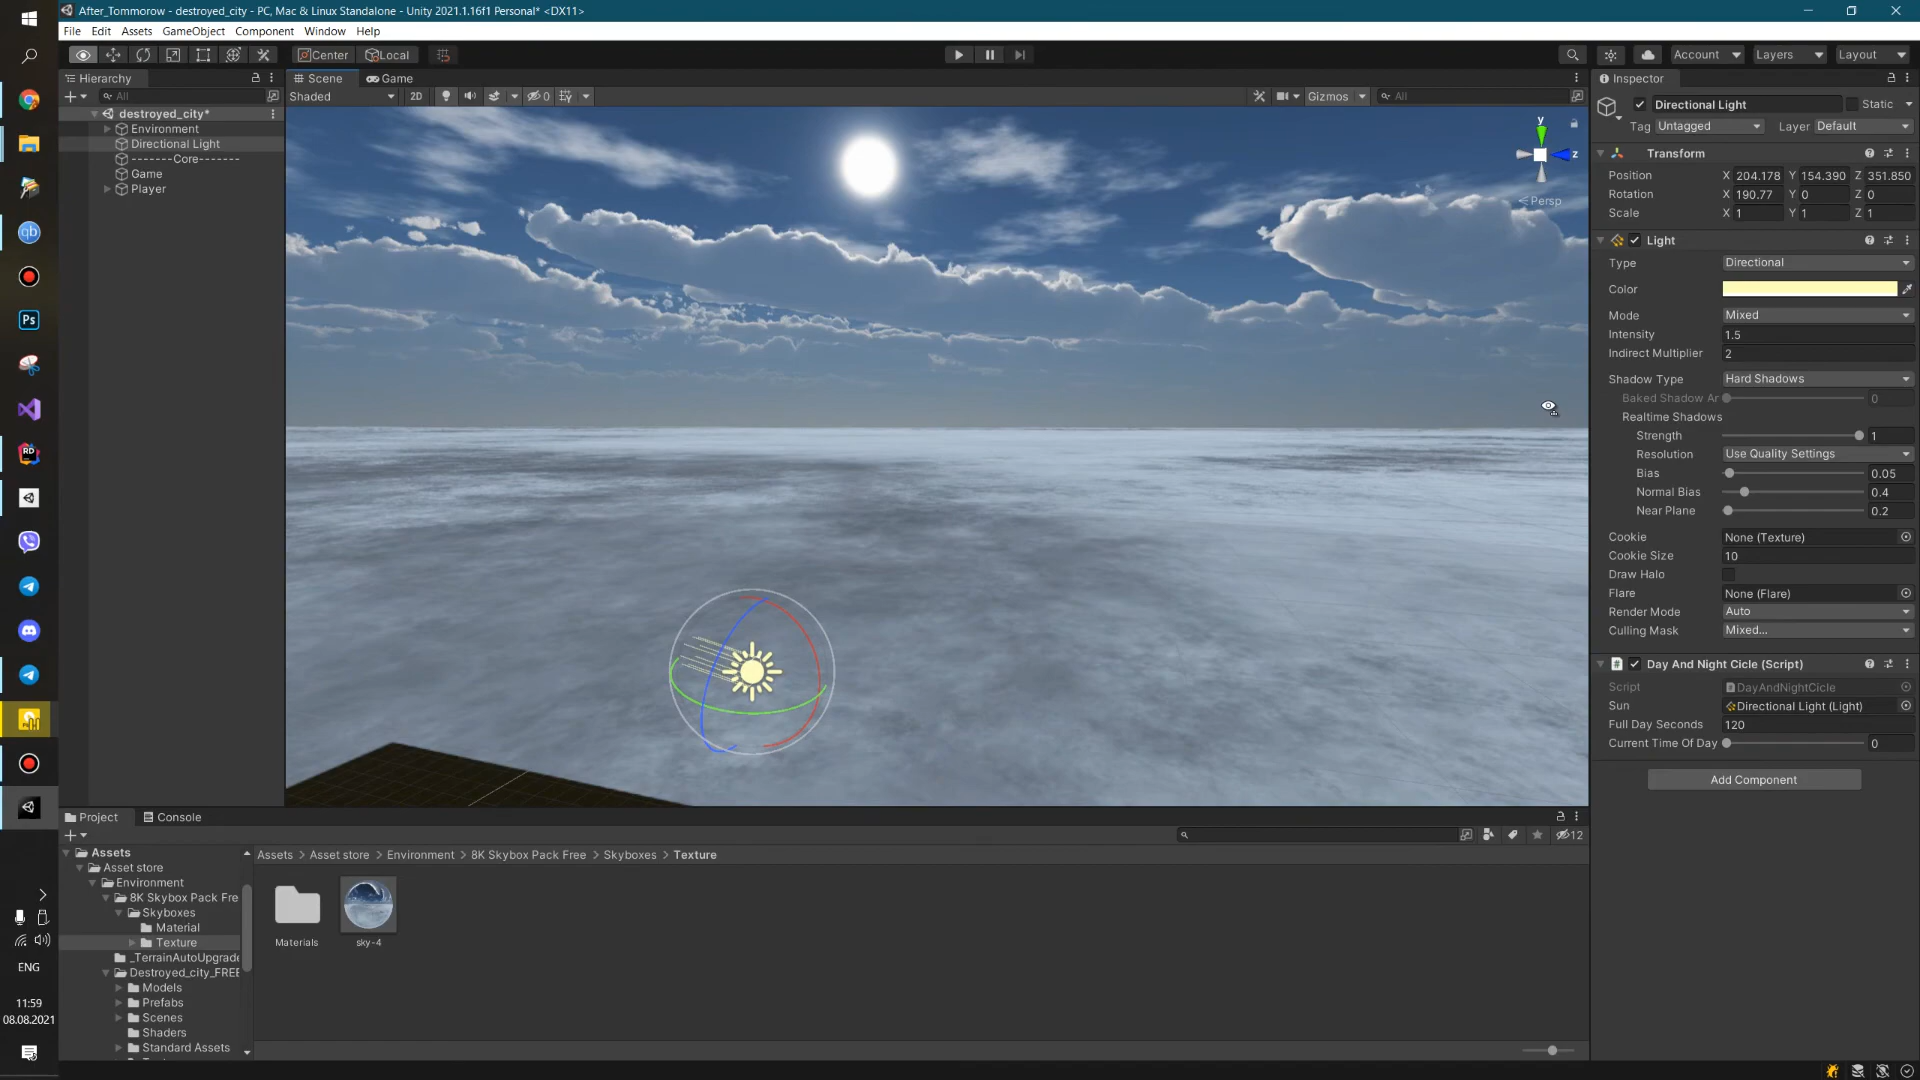 After_Tommorow - destroyed_city - PC, Mac & Linux Standalone - Unity 2021.1.16f1 Personal* <DX11>
File Edit Assets GameObject Component Window Help
Center Local
Account Layers Layout
Hierarchy
All
destroyed_city*
Environment
Directional Light
-------Core-------
Game
Player
Scene Game
Shaded 2D 0 Gizmos All
y
z
Persp
Inspector
Directional Light Static
Tag Untagged Layer Default
Transform
Position X 204.178 Y 154.390 Z 351.850
Rotation X 190.77 Y 0 Z 0
Scale X 1 Y 1 Z 1
Light
Type Directional
Color
Mode Mixed
Intensity 1.5
Indirect Multiplier 2
Shadow Type Hard Shadows
Baked Shadow Ar 0
Realtime Shadows
Strength 1
Resolution Use Quality Settings
Bias 0.05
Normal Bias 0.4
Near Plane 0.2
Cookie None (Texture)
Cookie Size 10
Draw Halo
Flare None (Flare)
Render Mode Auto
Culling Mask Mixed...
Day And Night Cicle (Script)
Script DayAndNightCicle
Sun Directional Light (Light)
Full Day Seconds 120
Current Time Of Day 0
Add Component
Project Console
12
Assets
Asset store
Environment
8K Skybox Pack Fre
Skyboxes
Material
Texture
_TerrainAutoUpgrade
Destroyed_city_FREE
Models
Prefabs
Scenes
Shaders
Standard Assets
Assets > Asset store > Environment > 8K Skybox Pack Free > Skyboxes > Texture
Materials
sky-4
Ps
qb
RD
ENG
11:59
08.08.2021